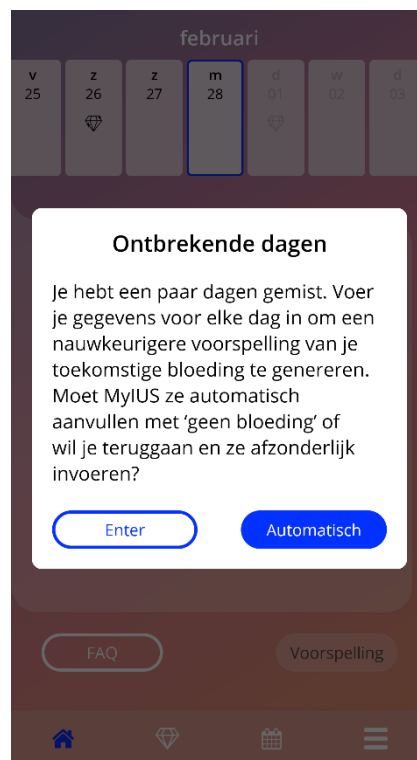 februari
v z z m d w d
25 26 27 28 01 02 03
Ontbrekende dagen
Je hebt een paar dagen gemist. Voer
je gegevens voor elke dag in om een
nauwkeurigere voorspelling van je
toekomstige bloeding te genereren.
Moet MyIUS ze automatisch
aanvullen met ‘geen bloeding’ of
wil je teruggaan en ze afzonderlijk
invoeren?
Enter Automatisch
FAQ Voorspelling